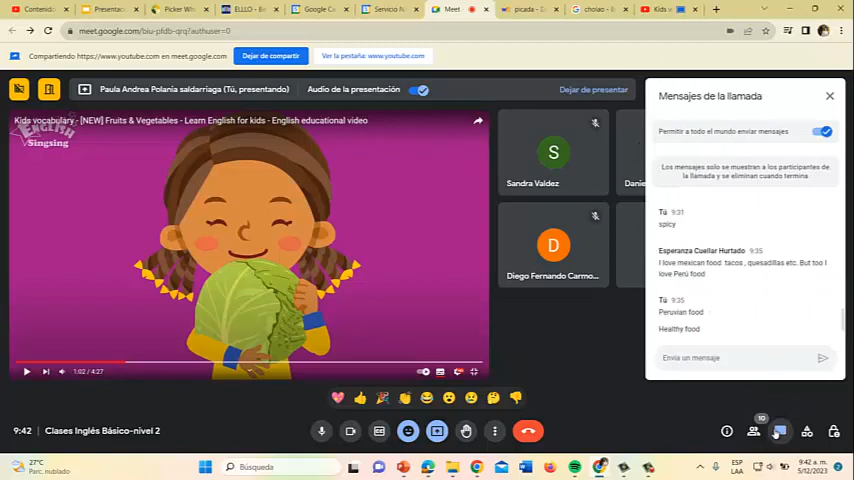 Contenido
Presentac
Picker Wh
ELLLO - B
Google C
Servicio N
Meet
picada - D
choiao - B
Kids v
meet.google.com/biu-pfdb-qrq?authuser=0
Compartiendo https://www.youtube.com en meet.google.com
Dejar de compartir
Ver la pestaña: www.youtube.com
Paula Andrea Polania saldarriaga (Tú, presentando)
Audio de la presentación
Dejar de presentar
Kids vocabulary - [NEW] Fruits & Vegetables - Learn English for kids - English educational video
ENGLISH
Singsing
1:02 / 4:27
S
Sandra Valdez
Danie
D
Diego Fernando Carmo...
Mensajes de la llamada
Permitir a todo el mundo enviar mensajes
Los mensajes solo se muestran a los participantes de
la llamada y se eliminan cuando termina
Tú 9:31
spicy
Esperanza Cuellar Hurtado 9:35
I love mexican food tacos , quesadillas etc. But too I
love Perú food
Tú 9:35
Peruvian food
Healthy food
Envía un mensaje
9:42
Clases Inglés Básico-nivel 2
10
27°C
Parc. nublado
Búsqueda
ESP
LAA
9:42 a. m.
5/12/2023